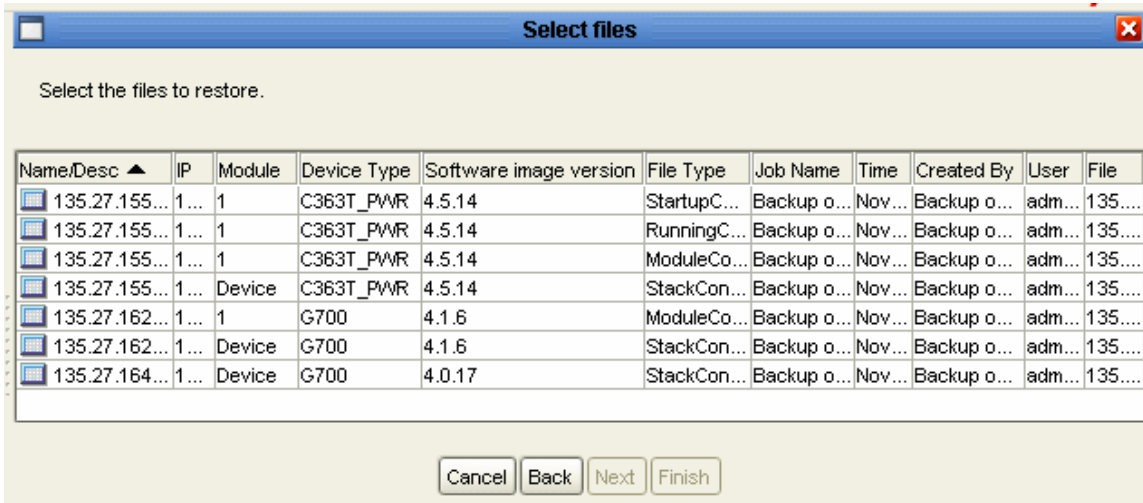 Select files
Select the files to restore.
Name/Desc IP Module Device Type Software image version File Type Job Name Time Created By User File
135.27.155... 1... 1 C363T_PWR 4.5.14 StartupC... Backup o... Nov... Backup o... adm... 135....
135.27.155... 1... 1 C363T_PWR 4.5.14 RunningC... Backup o... Nov... Backup o... adm... 135....
135.27.155... 1... 1 C363T_PWR 4.5.14 ModuleCo... Backup o... Nov... Backup o... adm... 135....
135.27.155... 1... Device C363T_PWR 4.5.14 StackCon... Backup o... Nov... Backup o... adm... 135....
135.27.162... 1... 1 G700 4.1.6 ModuleCo... Backup o... Nov... Backup o... adm... 135....
135.27.162... 1... Device G700 4.1.6 StackCon... Backup o... Nov... Backup o... adm... 135....
135.27.164... 1... Device G700 4.0.17 StackCon... Backup o... Nov... Backup o... adm... 135....
Cancel Back Next Finish